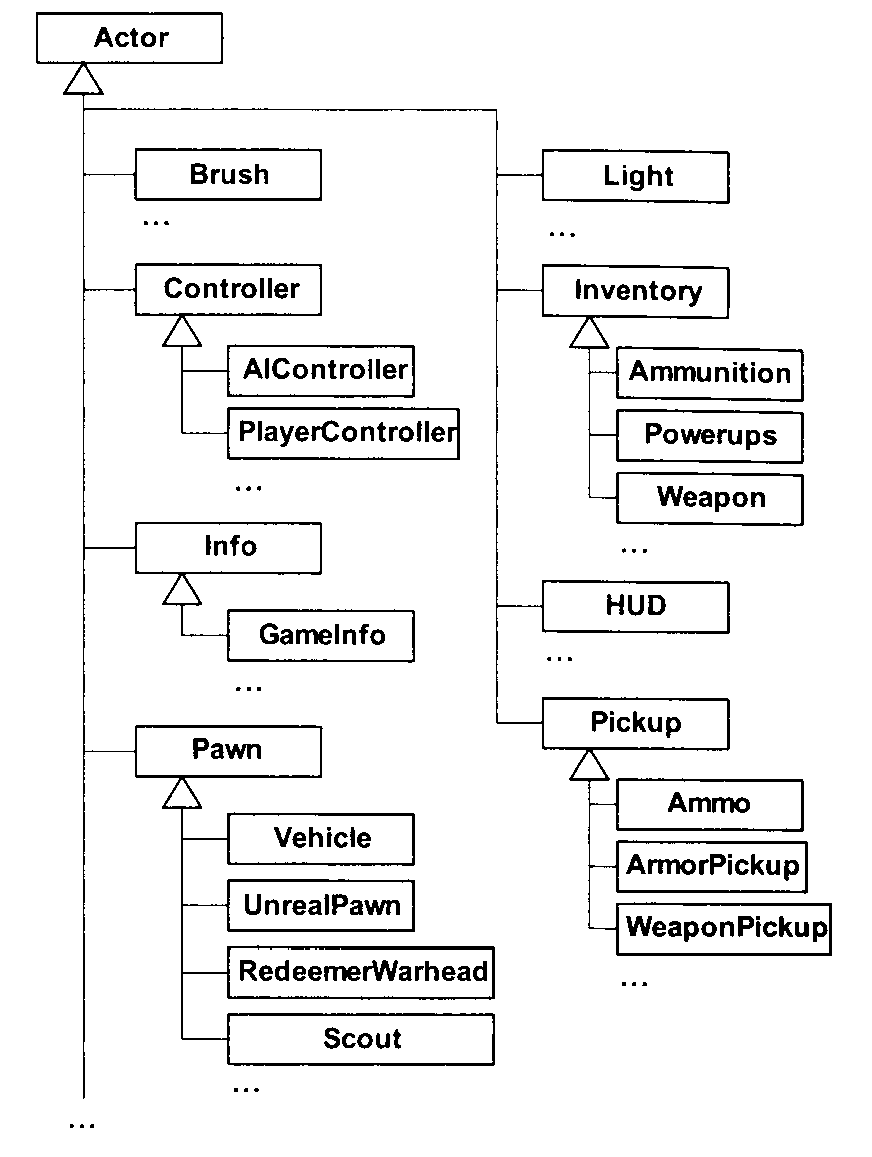 Actor
Brush
...
Controller
AIController
PlayerController
...
Info
GameInfo
...
Pawn
Vehicle
UnrealPawn
RedeemerWarhead
Scout
...
...
Light
...
Inventory
Ammunition
Powerups
Weapon
...
HUD
...
Pickup
Ammo
ArmorPickup
WeaponPickup
...